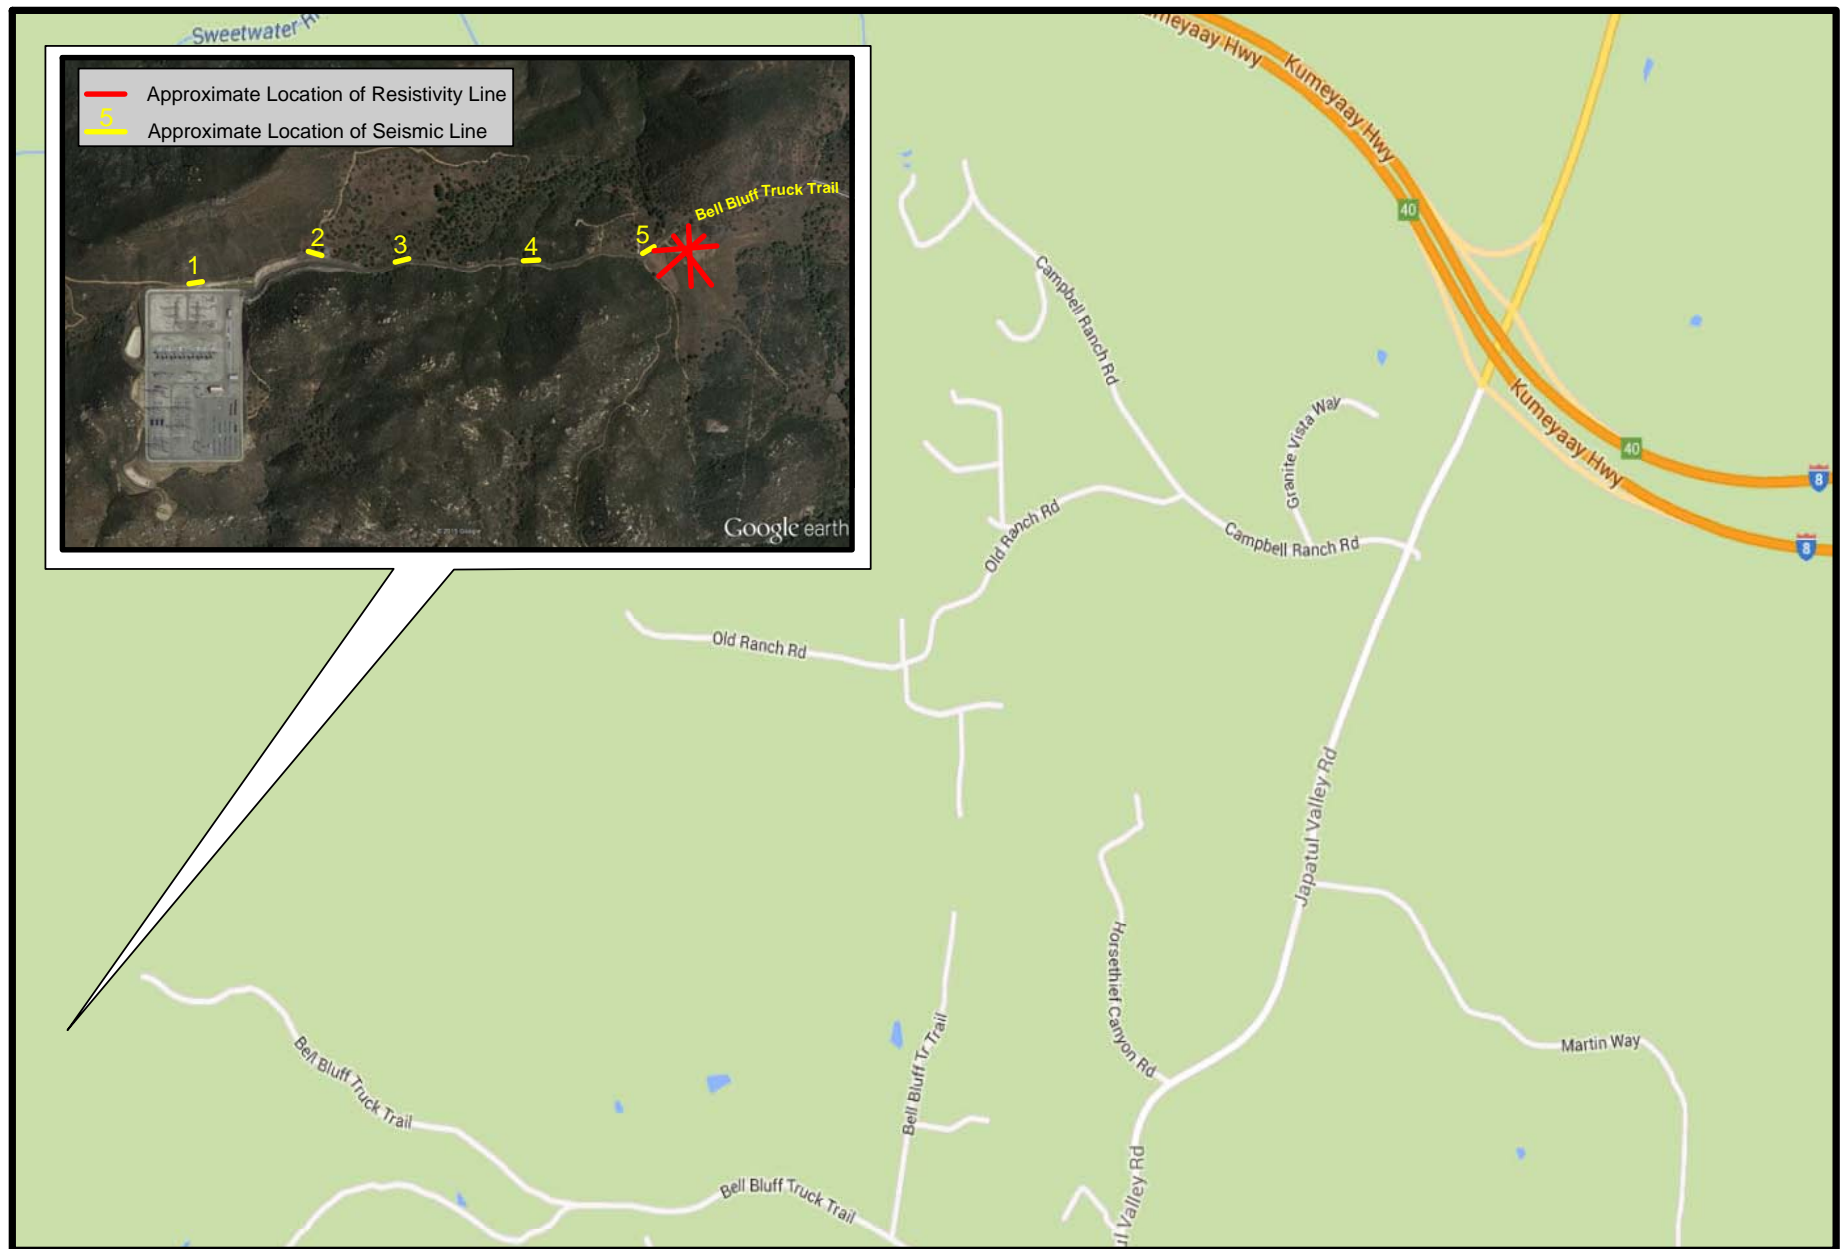 Sweetwater R
Approximate Location of Resistivity Line
5
Approximate Location of Seismic Line
Bell Bluff Truck Trail
1
2
3
4
5
© 2015 Google
Google earth
Kumeyaay Hwy
Kumeyaay Hwy
40
Campbell Ranch Rd
Granite Vista Way
Kumeyaay Hwy
40
8
8
Old Ranch Rd
Campbell Ranch Rd
Old Ranch Rd
Japatul Valley Rd
Horsethief Canyon Rd
Bell Bluff Truck Trail
Bell Bluff Tr Trail
Martin Way
Bell Bluff Truck Trail
ul Valley Rd